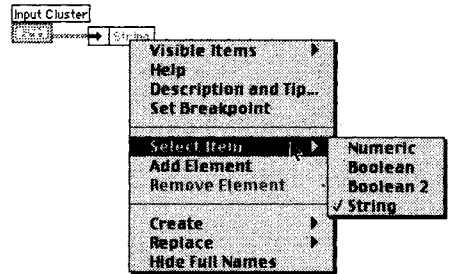 Input Cluster
String
Visible Items
Help
Description and Tip...
Set Breakpoint
Select Item
Numeric
Add Element
Boolean
Remove Element
Boolean 2
String
Create
Replace
Hide Full Names